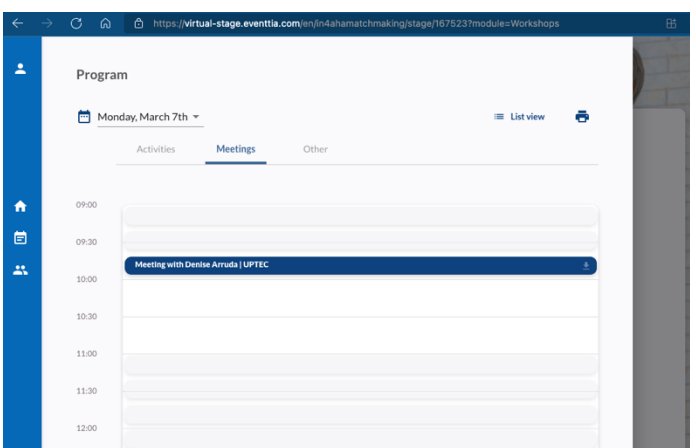 https://virtual-stage.eventtia.com/en/in4ahamatchmaking/stage/167523?module=Workshops
Program
Monday, March 7th
List view
Activities Meetings Other
09:00
09:30
Meeting with Denise Arruda | UPTEC
10:00
10:30
11:00
11:30
12:00